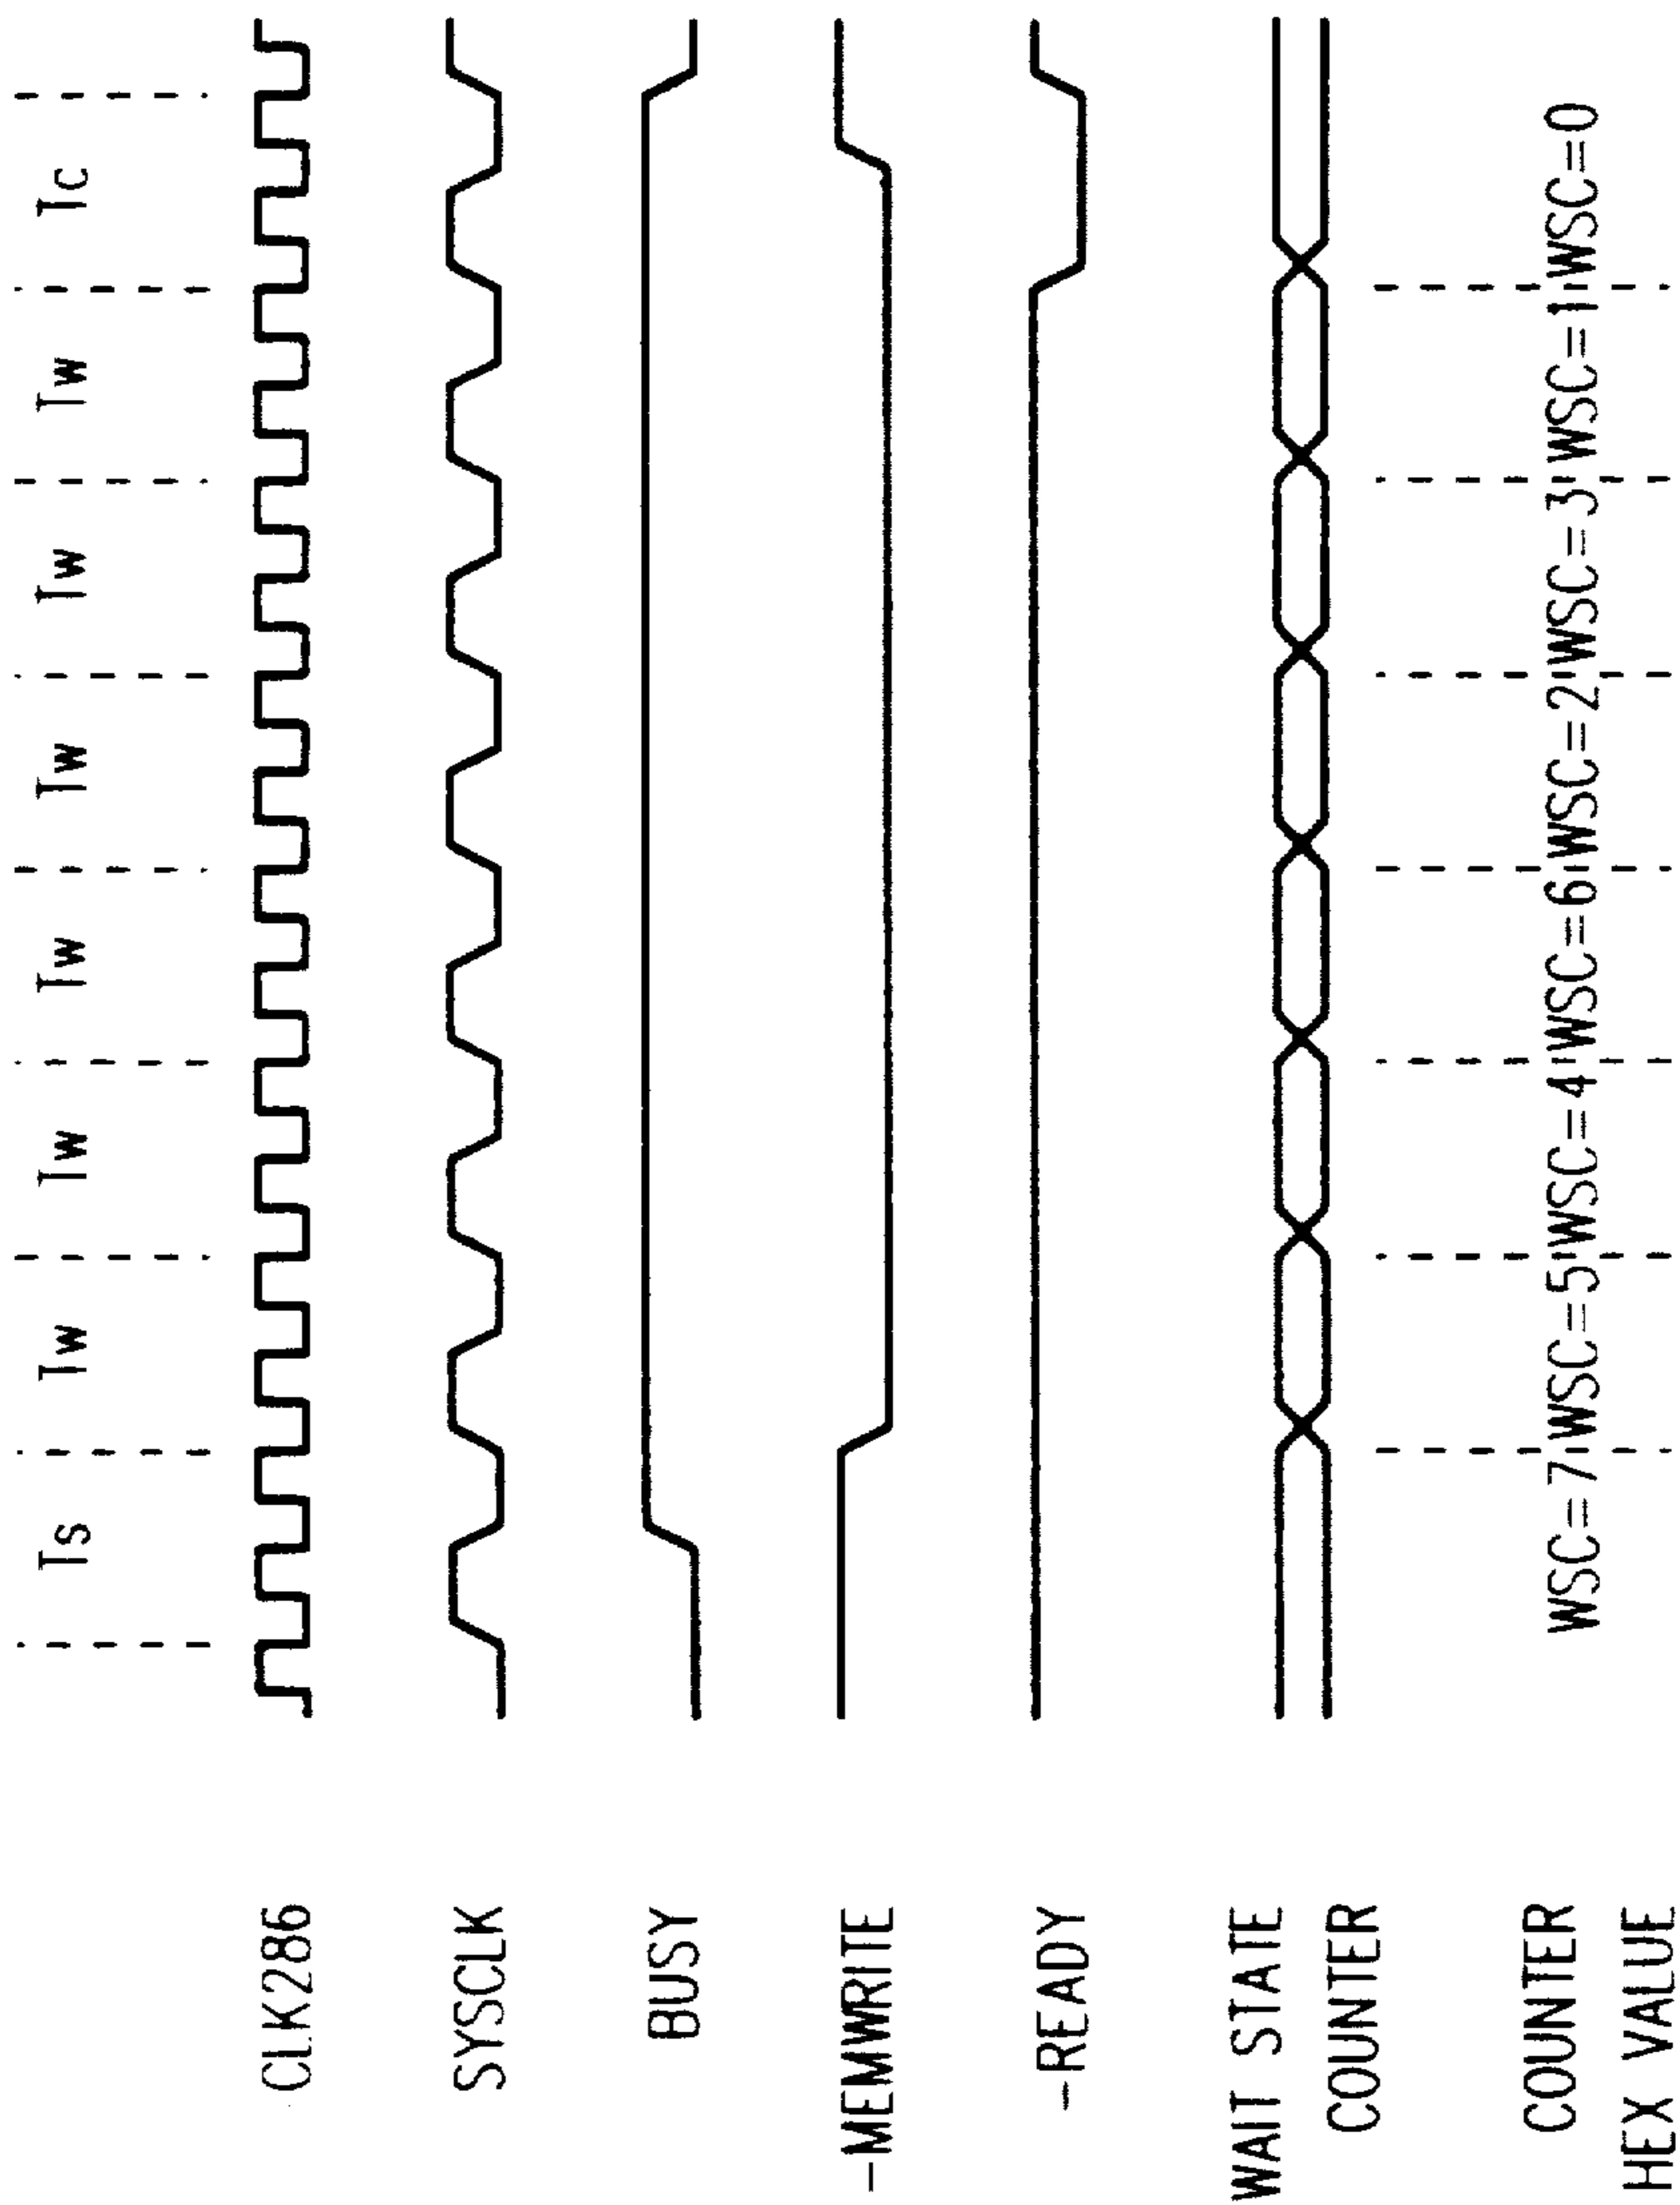 Ts Tw Tw Tw Tw Tw Tw Tc
CLK286
SYSCLK
BUSY
-MEMWRITE
-READY
WAIT STATE
COUNTER
COUNTER
HEX VALUE
WSC=7 WSC=5 WSC=4 WSC=6 WSC=2 WSC=3 WSC=1 WSC=0